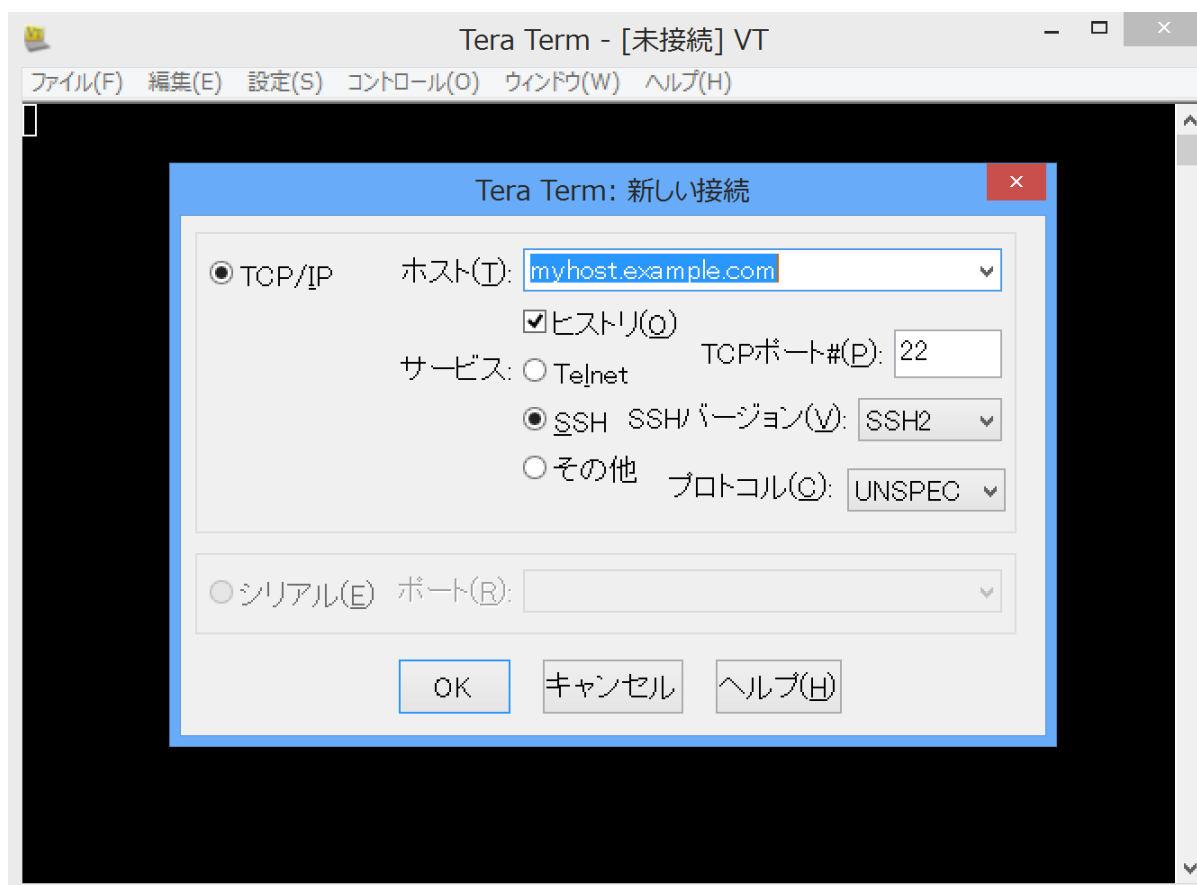 Tera Term - [未接続] VT
ファイル(F) 編集(E) 設定(S) コントロール(O) ウィンドウ(W) ヘルプ(H)
Tera Term: 新しい接続
TCP/IP ホスト(T): myhost.example.com
ヒストリ(O)
サービス: Telnet TCPポート#(P): 22
SSH SSHバージョン(V): SSH2
その他 プロトコル(C): UNSPEC
シリアル(E) ポート(R):
OK キャンセル ヘルプ(H)